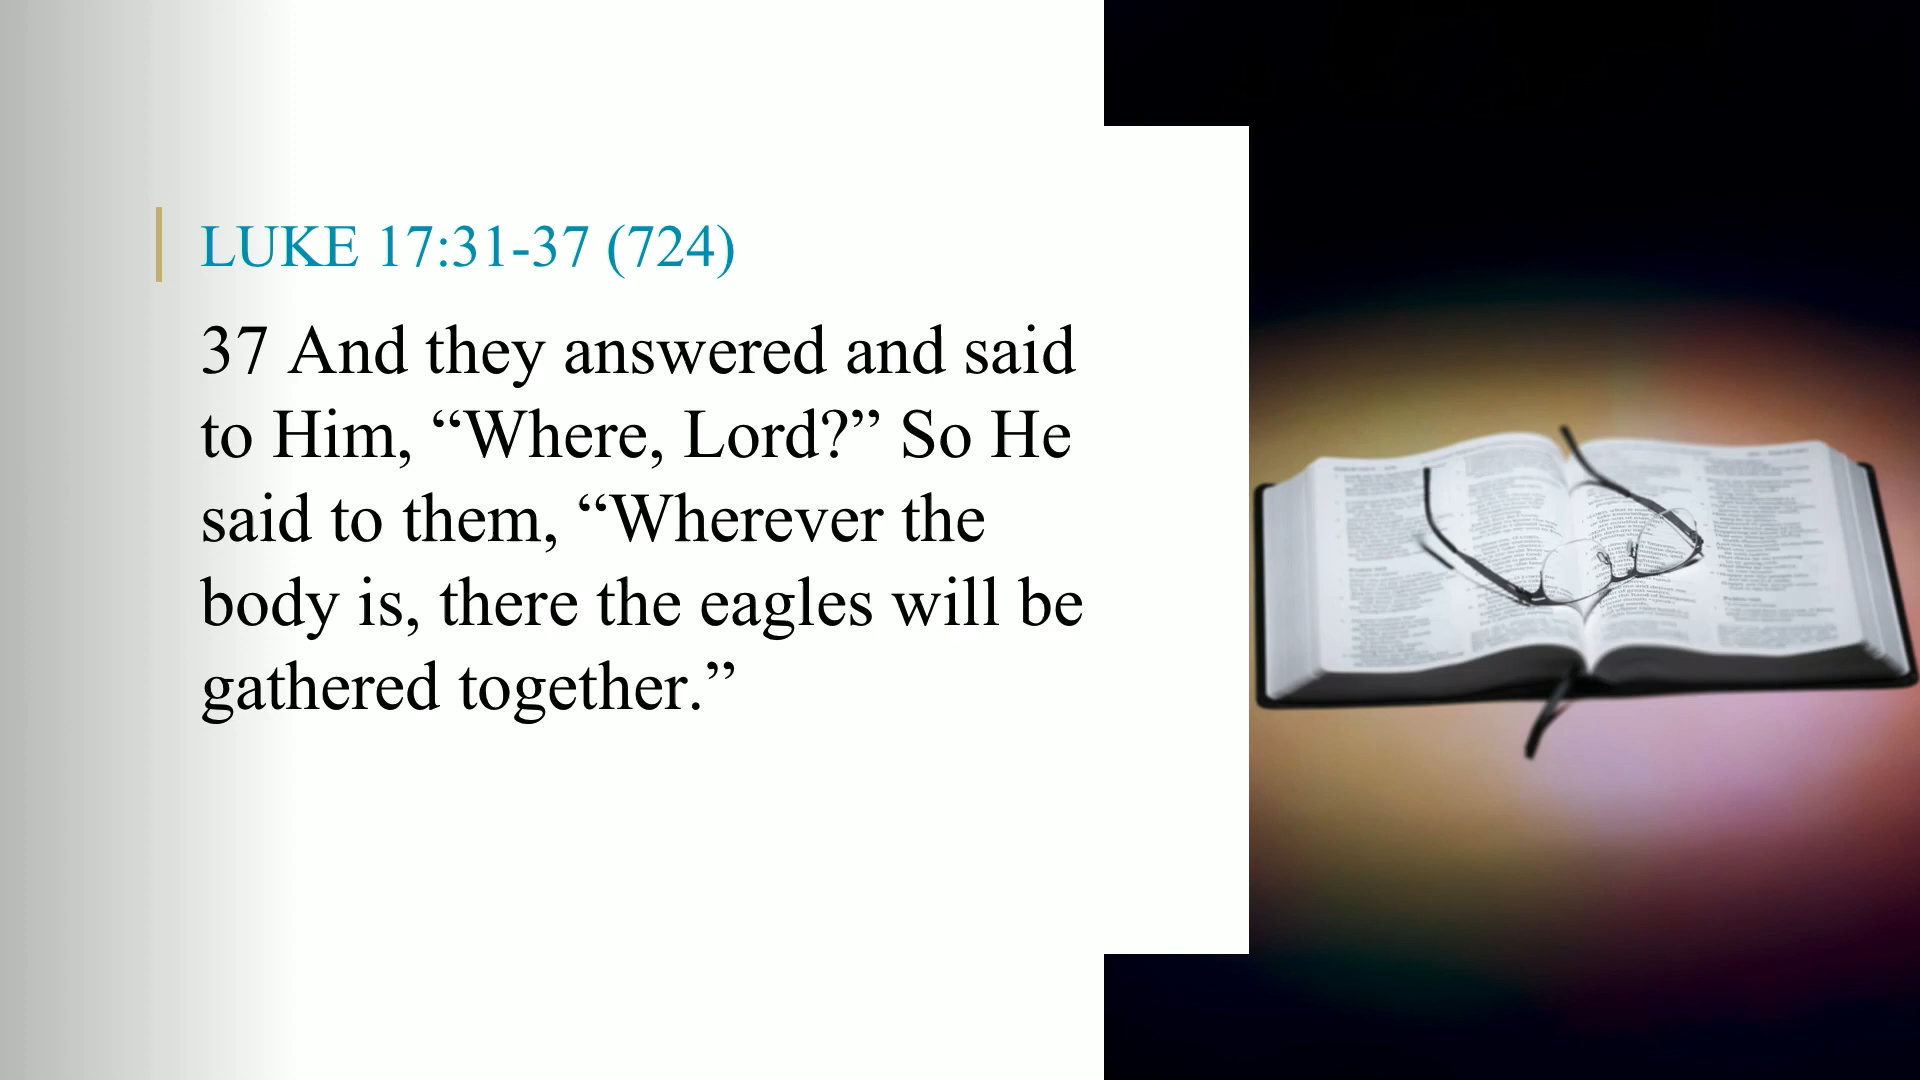 LUKE 17:31-37 (724)
37 And they answered and said
to Him, “Where, Lord?” So He
said to them, “Wherever the
body is, there the eagles will be
gathered together.”